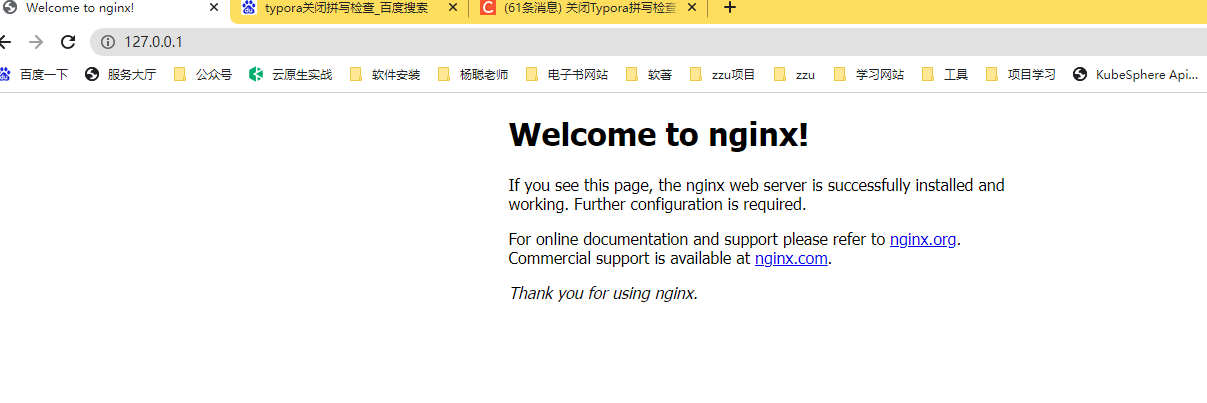 Welcome to nginx!
typora关闭拼写检查_百度搜索
(61条消息) 关闭Typora拼写检查
127.0.0.1
百度一下 服务大厅 公众号 云原生实战 软件安装 杨聪老师 电子书网站 软著 zzu项目 zzu 学习网站 工具 项目学习 KubeSphere Api...
Welcome to nginx!
If you see this page, the nginx web server is successfully installed and
working. Further configuration is required.
For online documentation and support please refer to nginx.org.
Commercial support is available at nginx.com.
Thank you for using nginx.